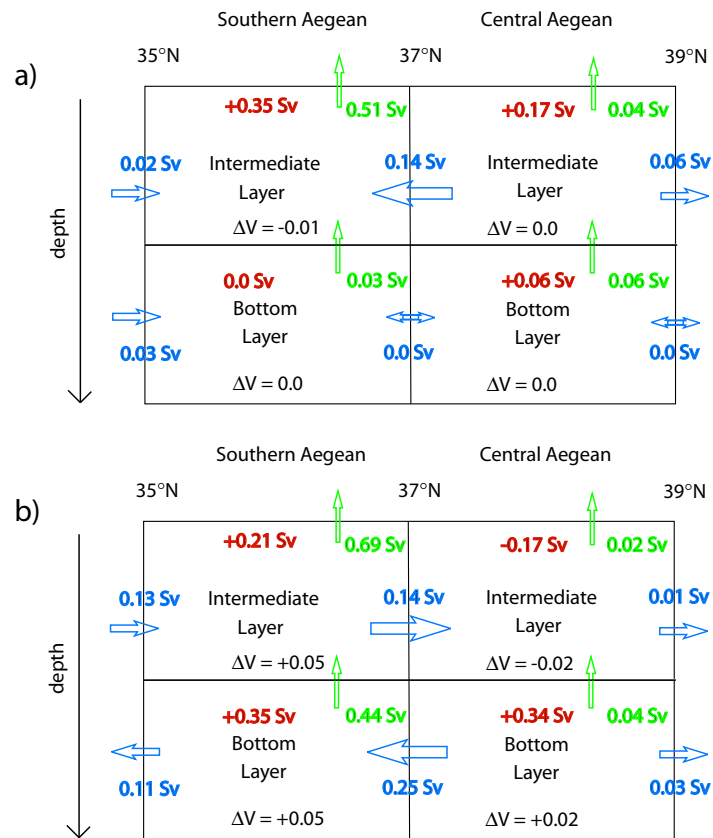 Southern Aegean Central Aegean
35°N 37°N 39°N
a)
+0.35 Sv 0.51 Sv +0.17 Sv 0.04 Sv
0.02 Sv Intermediate 0.14 Sv Intermediate 0.06 Sv
Layer Layer
ΔV = -0.01 ΔV = 0.0
depth
0.0 Sv 0.03 Sv +0.06 Sv 0.06 Sv
Bottom Bottom
Layer Layer
0.03 Sv 0.0 Sv 0.0 Sv
ΔV = 0.0 ΔV = 0.0
Southern Aegean Central Aegean
35°N 37°N 39°N
b)
+0.21 Sv 0.69 Sv -0.17 Sv 0.02 Sv
0.13 Sv Intermediate 0.14 Sv Intermediate 0.01 Sv
Layer Layer
ΔV = +0.05 ΔV = -0.02
depth
+0.35 Sv 0.44 Sv +0.34 Sv 0.04 Sv
Bottom Bottom
Layer Layer
0.11 Sv 0.25 Sv 0.03 Sv
ΔV = +0.05 ΔV = +0.02